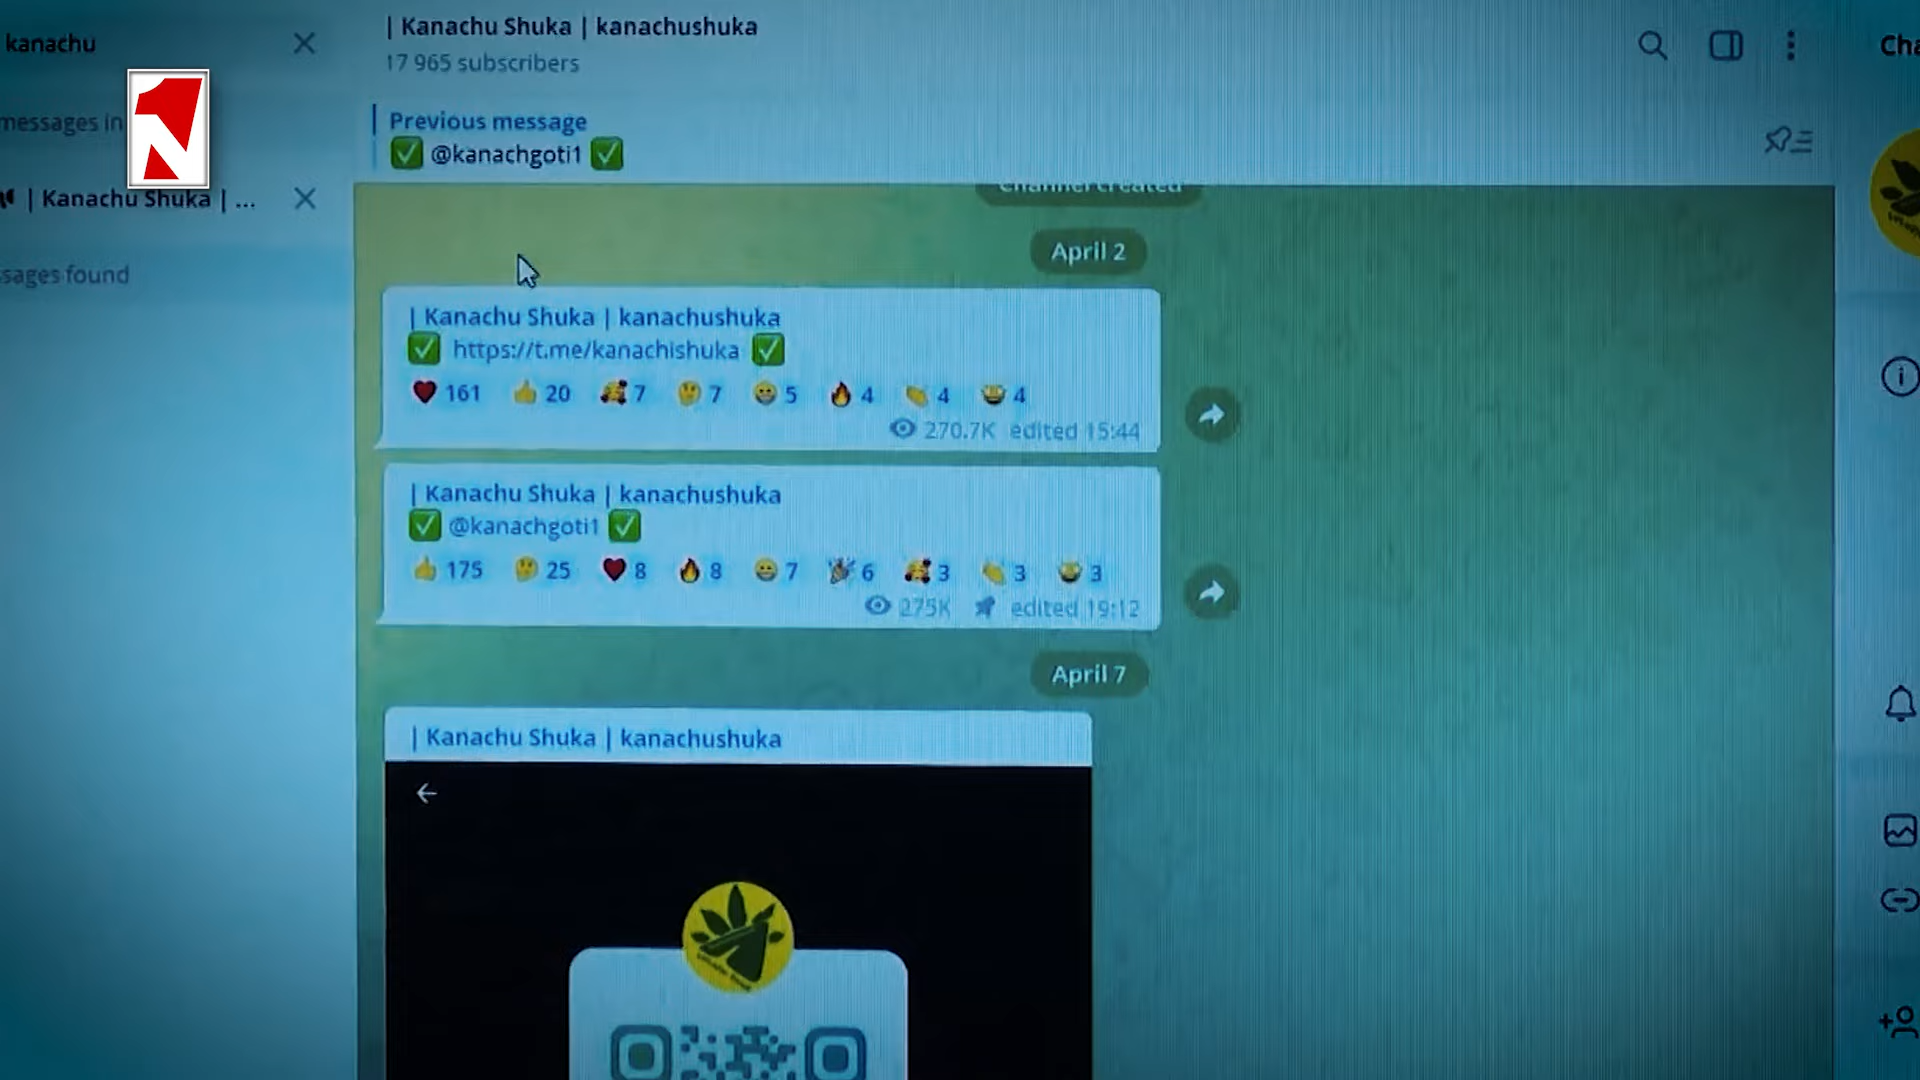 kanachu
messages in
| Kanachu Shuka | ...
sages found
| Kanachu Shuka | kanachushuka
17 965 subscribers
Previous message
✅ @kanachgoti1 ✅
Channel created
April 2
| Kanachu Shuka | kanachushuka
✅ https://t.me/kanachishuka ✅
161 20 7 7 5 4 4 4
270.7K edited 15:44
| Kanachu Shuka | kanachushuka
✅ @kanachgoti1 ✅
175 25 8 8 7 6 3 3 3
275K edited 19:12
April 7
| Kanachu Shuka | kanachushuka
Cha
1N